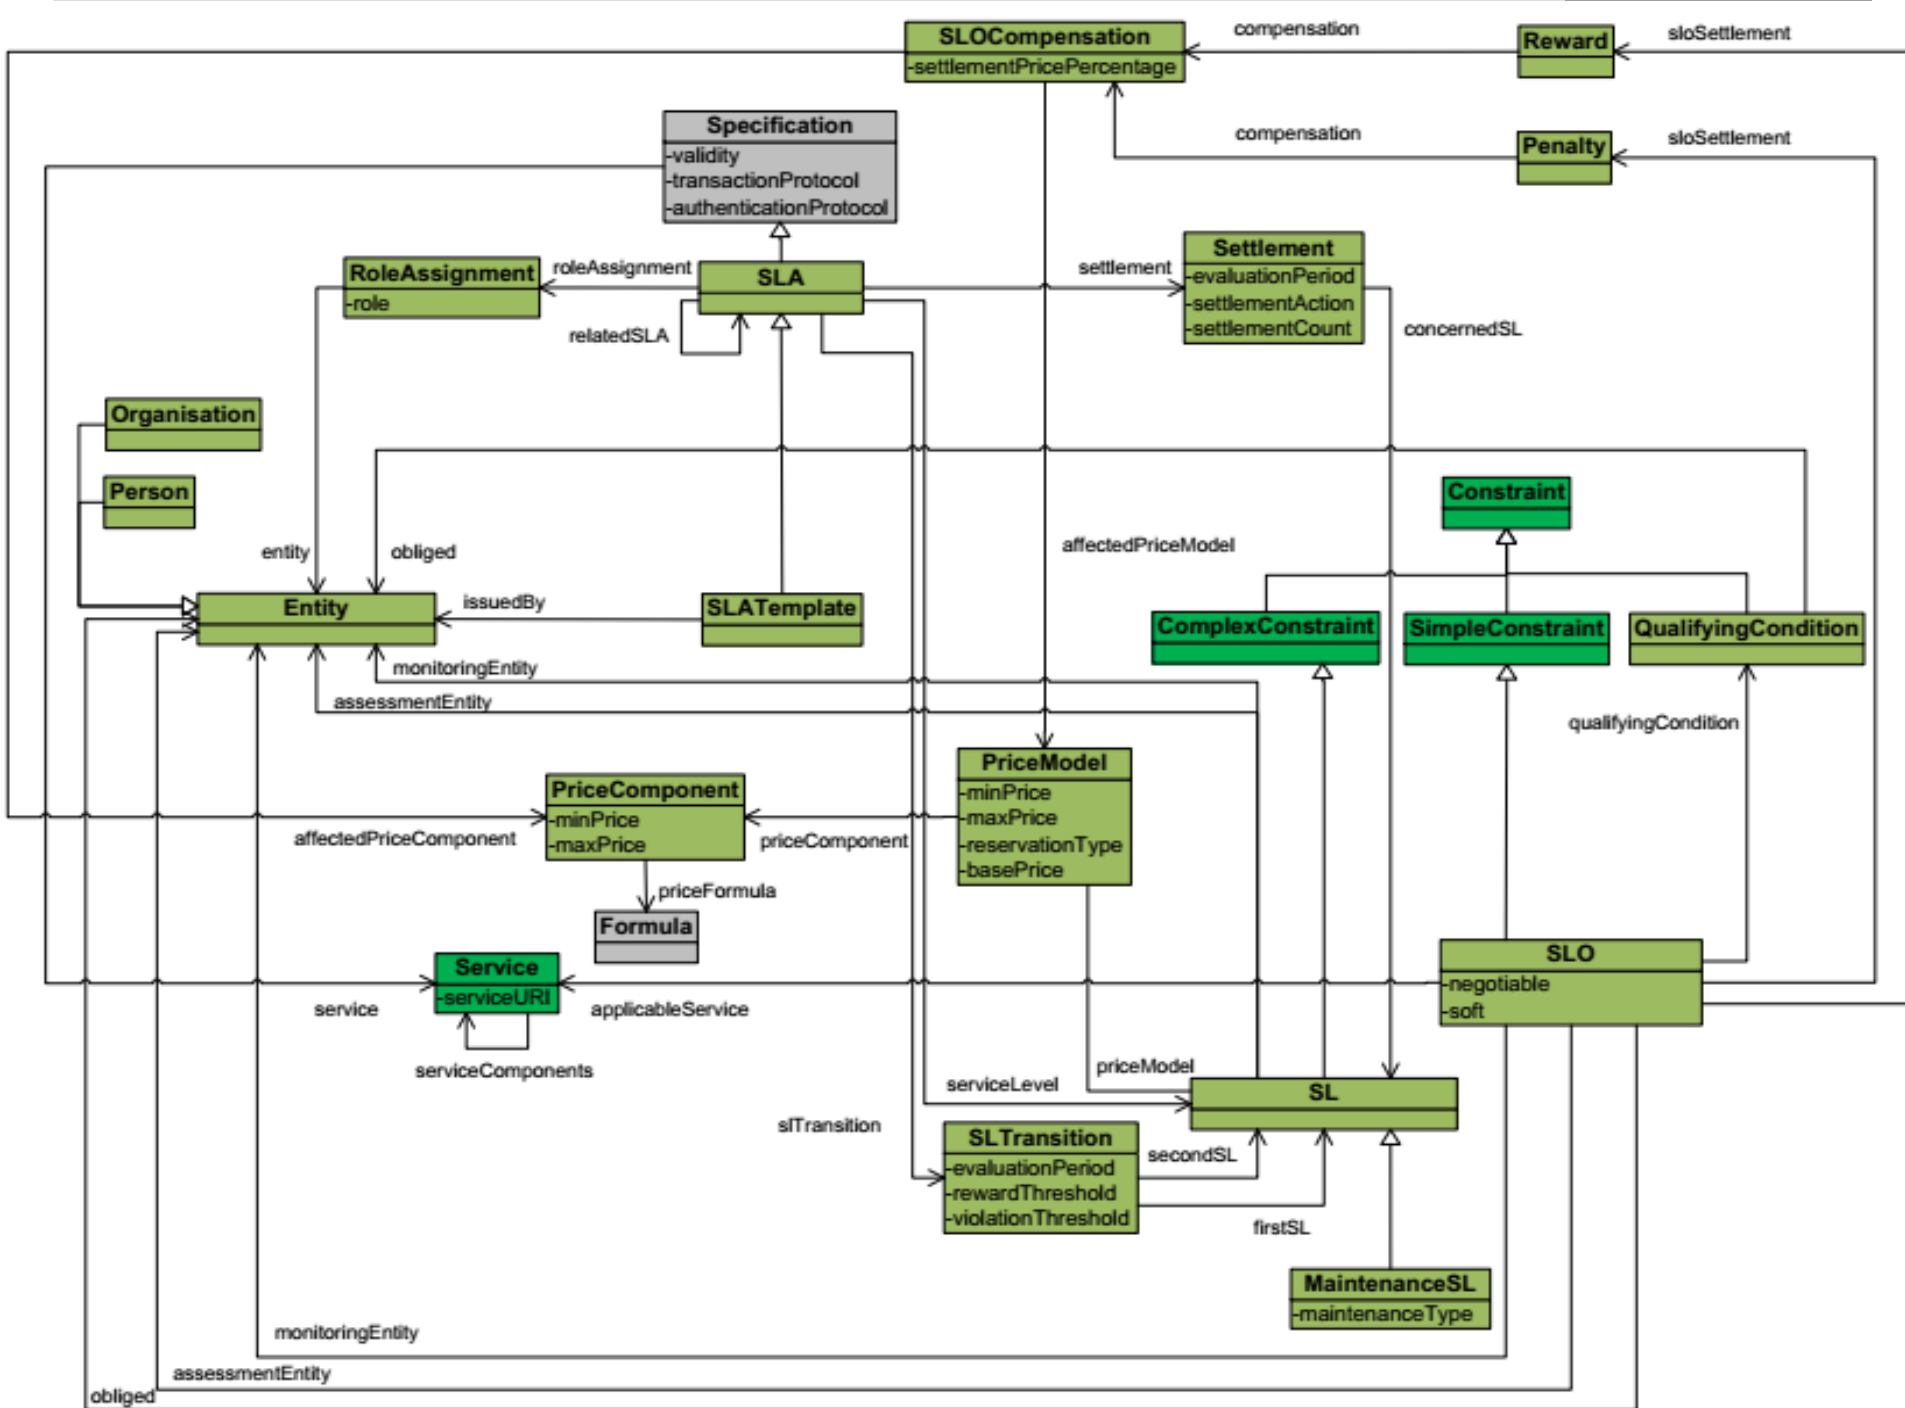 SLOCompensation
-settlementPricePercentage
compensation
Reward
sloSettlement
Specification
-validity
-transactionProtocol
-authenticationProtocol
compensation
Penalty
sloSettlement
RoleAssignment
-role
roleAssignment
SLA
relatedSLA
settlement
Settlement
-evaluationPeriod
-settlementAction
-settlementCount
concernedSL
Organisation
Person
Constraint
entity
obliged
affectedPriceModel
Entity
issuedBy
SLATemplate
ComplexConstraint
SimpleConstraint
QualifyingCondition
monitoringEntity
assessmentEntity
qualifyingCondition
PriceComponent
-minPrice
-maxPrice
affectedPriceComponent
priceComponent
PriceModel
-minPrice
-maxPrice
-reservationType
-basePrice
priceFormula
Formula
Service
-serviceURI
service
applicableService
serviceComponents
SLO
-negotiable
-soft
priceModel
serviceLevel
SL
slTransition
SLTransition
-evaluationPeriod
-rewardThreshold
-violationThreshold
secondSL
firstSL
MaintenanceSL
-maintenanceType
monitoringEntity
assessmentEntity
obliged